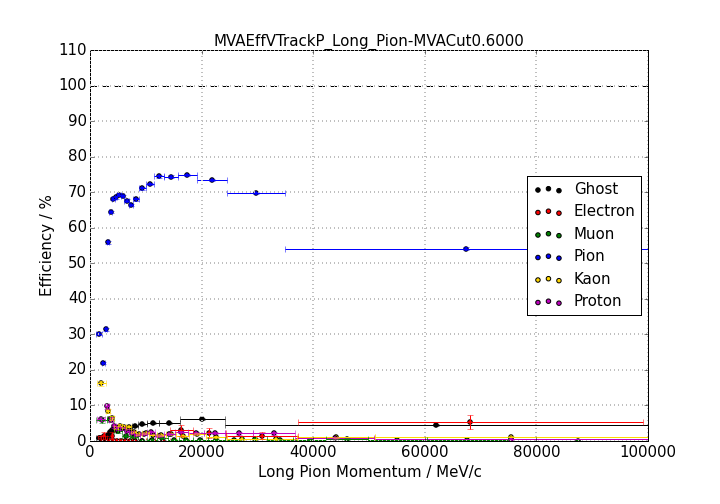 MVAEffVTrackP_Long_Pion-MVACut0.6000
110
100
90
80
70
60
50
40
30
20
10
0
Efficiency / %
Ghost
Electron
Muon
Pion
Kaon
Proton
0 20000 40000 60000 80000 100000
Long Pion Momentum / MeV/c